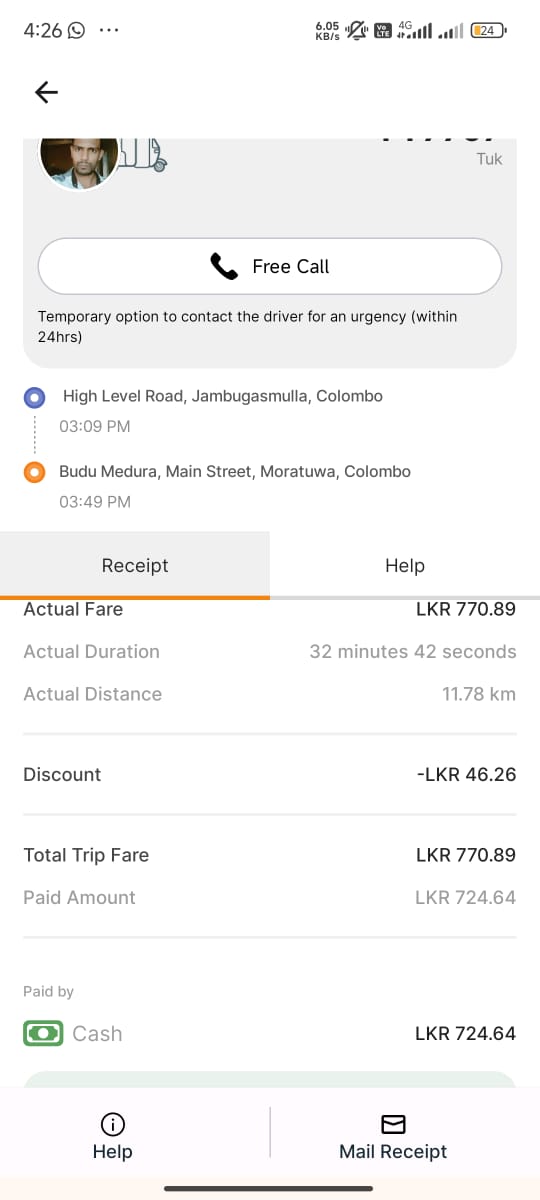 4:26 ...
6.05 KB/s Vo LTE 4G 24
Tuk
Free Call
Temporary option to contact the driver for an urgency (within
24hrs)
High Level Road, Jambugasmulla, Colombo
03:09 PM
Budu Medura, Main Street, Moratuwa, Colombo
03:49 PM
Receipt Help
Actual Fare LKR 770.89
Actual Duration 32 minutes 42 seconds
Actual Distance 11.78 km
Discount -LKR 46.26
Total Trip Fare LKR 770.89
Paid Amount LKR 724.64
Paid by
Cash LKR 724.64
Help Mail Receipt